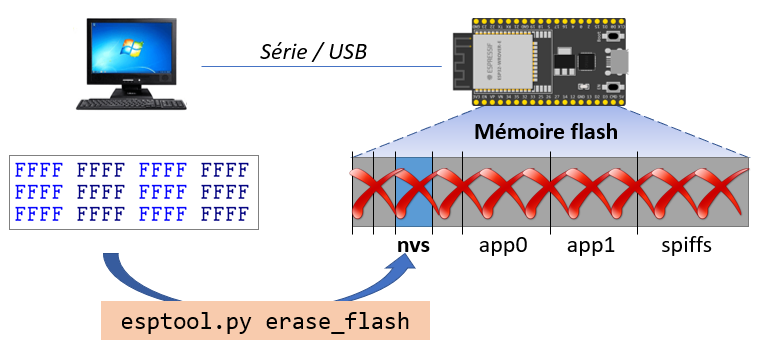 Série / USB
ESPRESSIF
Mémoire flash
FFFF FFFF FFFF FFFF
FFFF FFFF FFFF FFFF
FFFF FFFF FFFF FFFF
nvs app0 app1 spiffs
esptool.py erase_flash